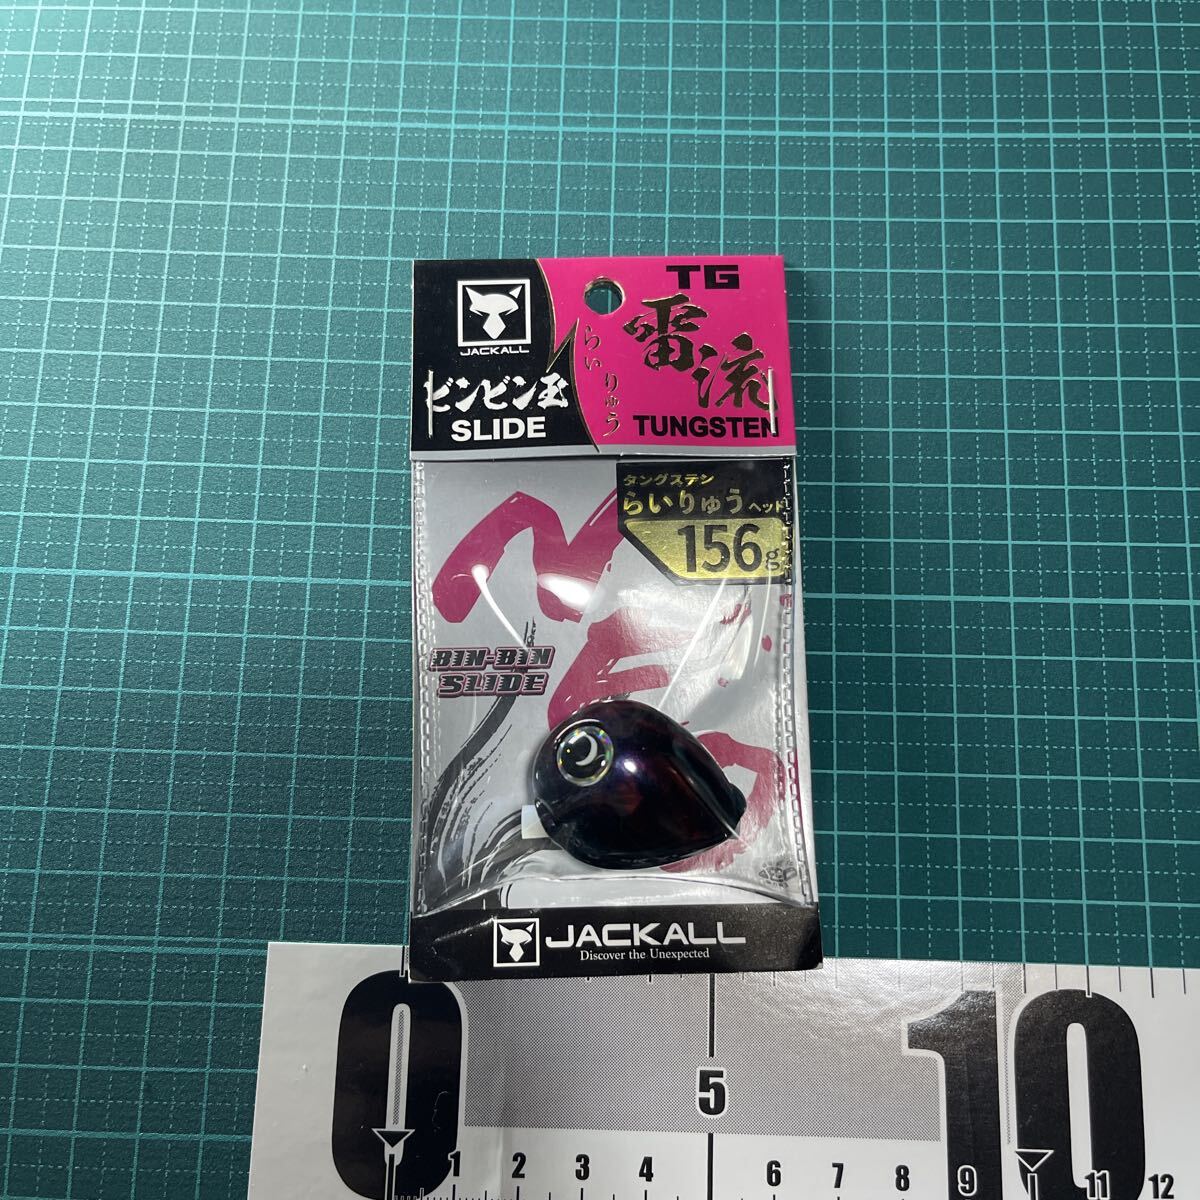 JACKALL
ビンビン玉
SLIDE
TG
雷流
らいりゅう
TUNGSTEN
タングステン
らいりゅうヘッド
156g
BIN-BIN
SLIDE
JACKALL
Discover the Unexpected
0 5 10
1 2 3 4 6 7 8 9 11 12